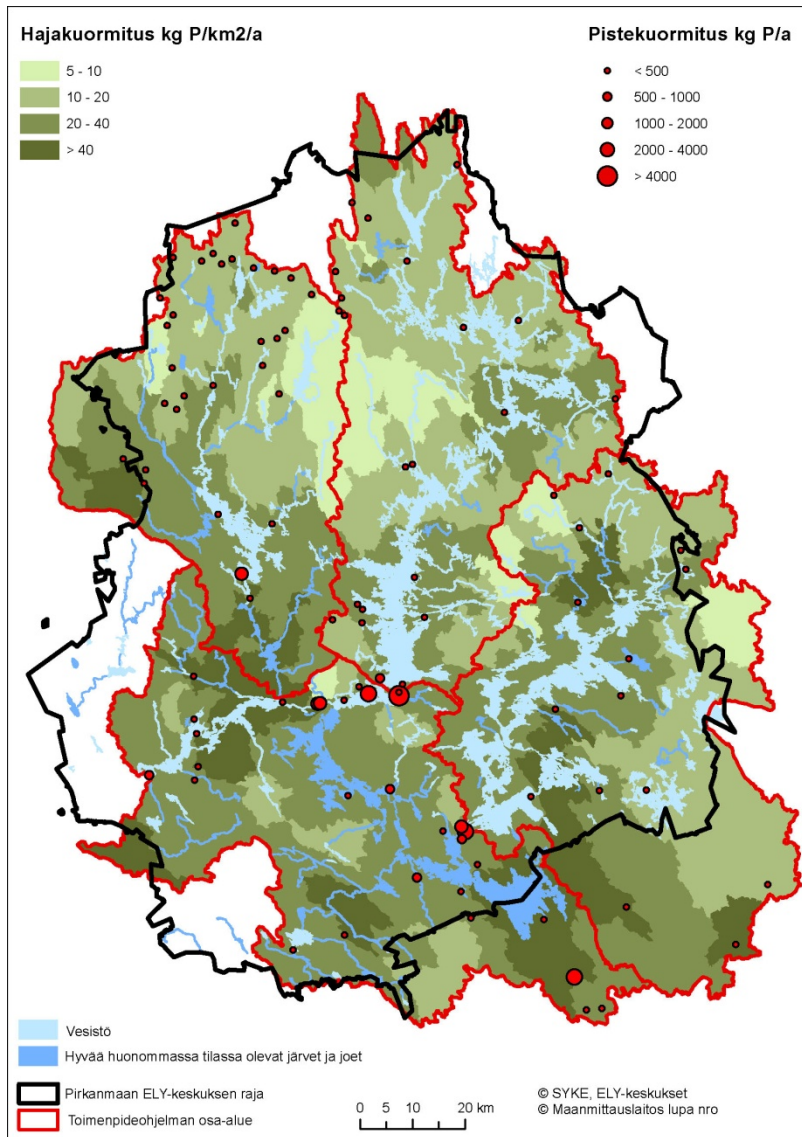 Hajakuormitus kg P/km2/a
5 - 10
10 - 20
20 - 40
> 40
Pistekuormitus kg P/a
< 500
500 - 1000
1000 - 2000
2000 - 4000
> 4000
Vesistö
Hyvää huonommassa tilassa olevat järvet ja joet
Pirkanmaan ELY-keskuksen raja
Toimenpideohjelman osa-alue
0 10 20 km
© SYKE, ELY-keskukset
© Maanmittauslaitos lupa nro